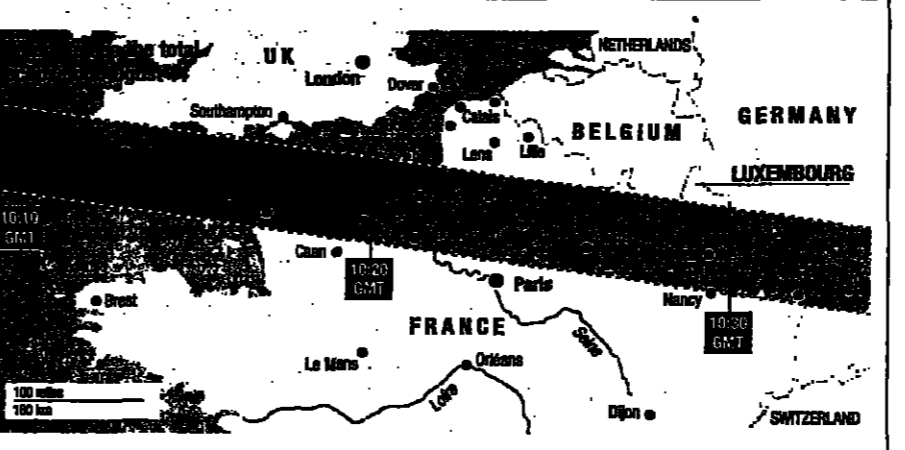 the total
UK
London
Dover
Southampton
NETHERLANDS
Calais
BELGIUM
GERMANY
Lens
Lille
LUXEMBOURG
10:10
GMT
Caen
10:20
GMT
Paris
Nancy
10:30
GMT
Brest
FRANCE
Seine
Le Mans
Orléans
Loire
100 miles
160 km
Dijon
SWITZERLAND